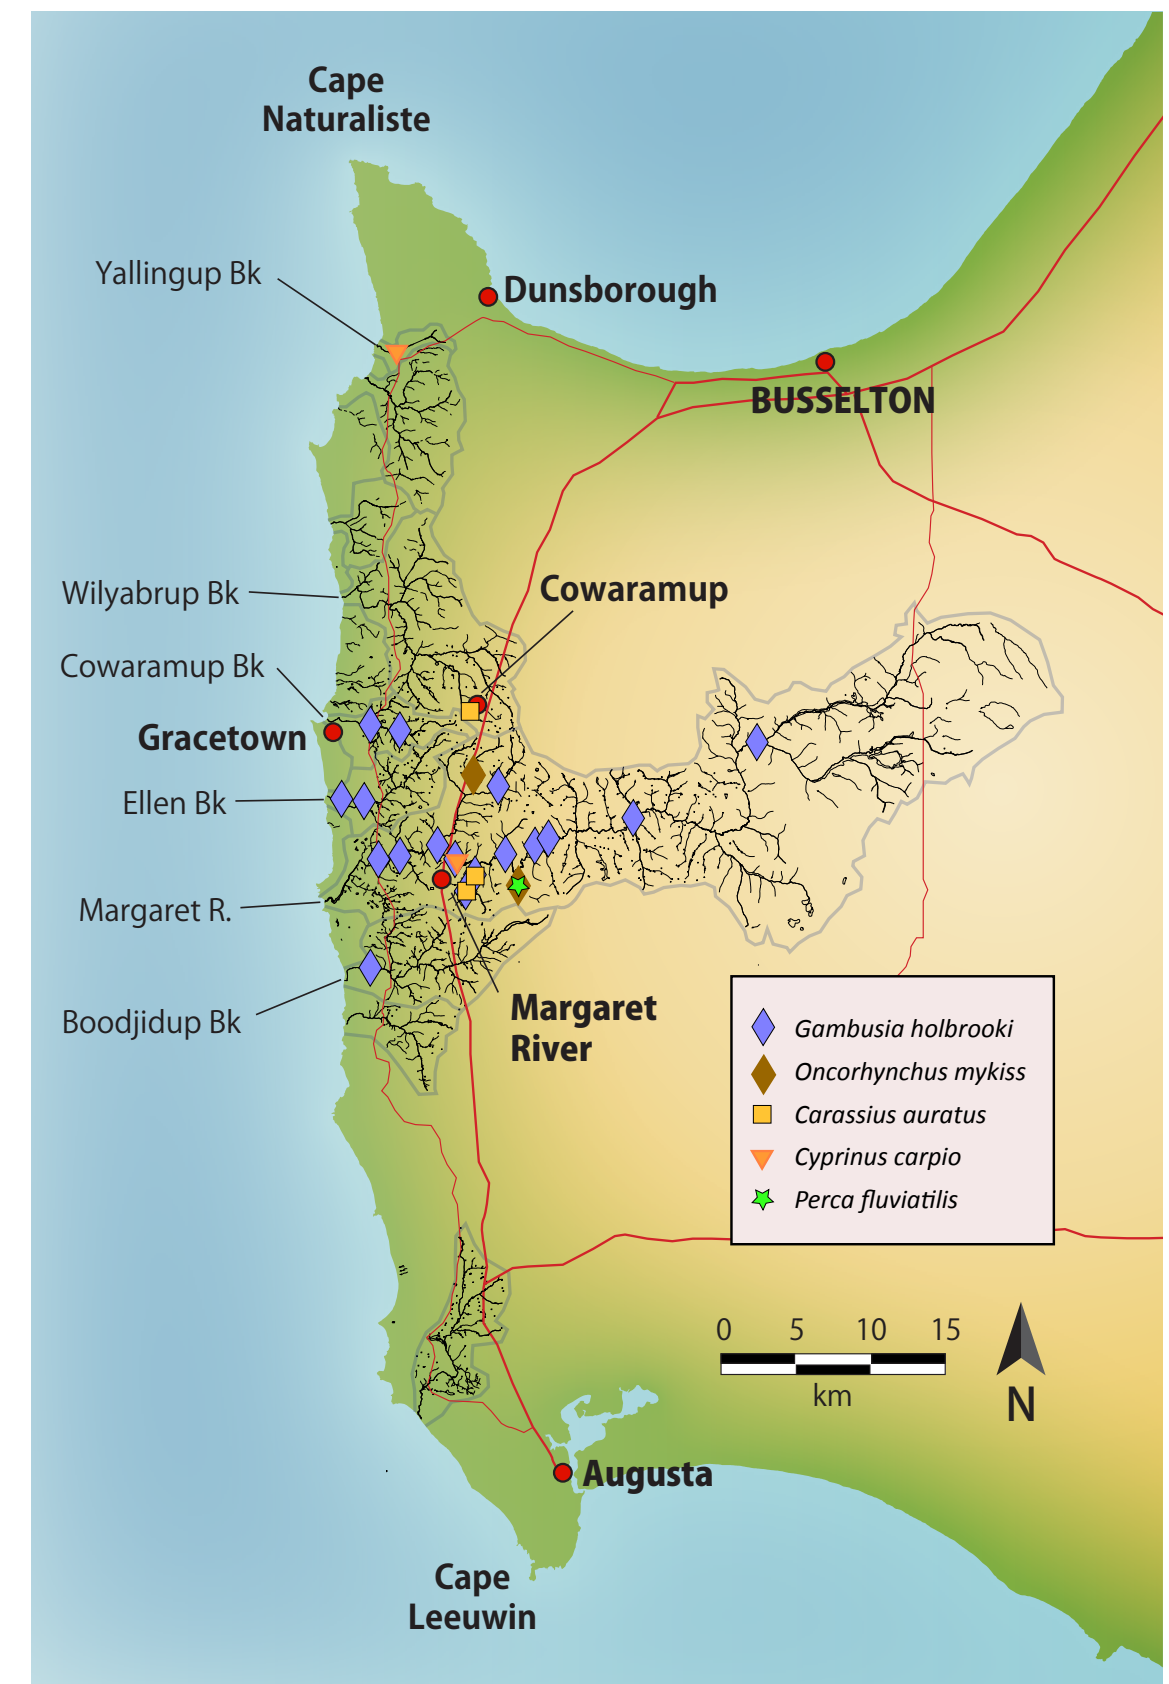 Cape
Naturaliste
Yallingup Bk
Dunsborough
BUSSELTON
Wilyabrup Bk
Cowaramup
Cowaramup Bk
Gracetown
Ellen Bk
Margaret R.
Boodjidup Bk
Margaret
River
Gambusia holbrooki
Oncorhynchus mykiss
Carassius auratus
Cyprinus carpio
Perca fluviatilis
0 5 10 15
km
N
Augusta
Cape
Leeuwin